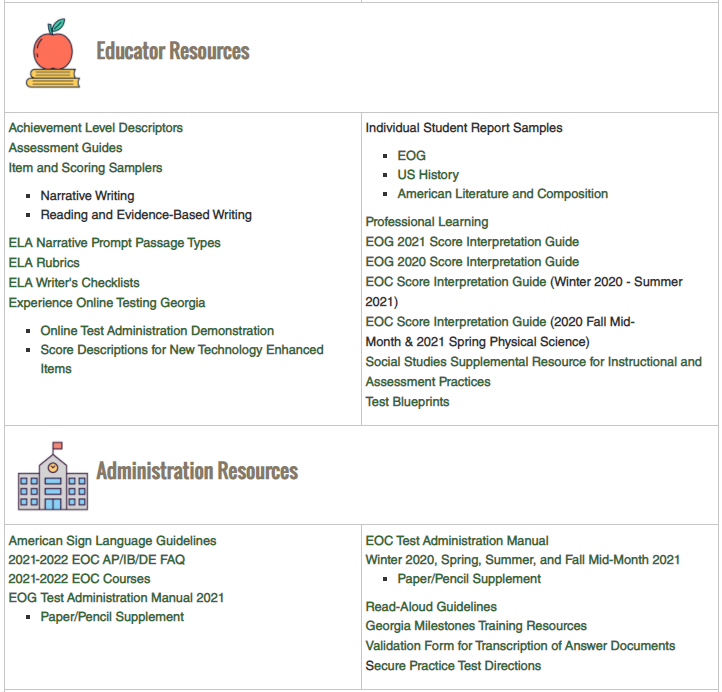 Educator Resources
Achievement Level Descriptors
Assessment Guides
Item and Scoring Samplers
Narrative Writing
Reading and Evidence-Based Writing
ELA Narrative Prompt Passage Types
ELA Rubrics
ELA Writer's Checklists
Experience Online Testing Georgia
Online Test Administration Demonstration
Score Descriptions for New Technology Enhanced
Items
Individual Student Report Samples
EOG
US History
American Literature and Composition
Professional Learning
EOG 2021 Score Interpretation Guide
EOG 2020 Score Interpretation Guide
EOC Score Interpretation Guide (Winter 2020 - Summer
2021)
EOC Score Interpretation Guide (2020 Fall Mid-
Month & 2021 Spring Physical Science)
Social Studies Supplemental Resource for Instructional and
Assessment Practices
Test Blueprints
Administration Resources
American Sign Language Guidelines
2021-2022 EOC AP/IB/DE FAQ
2021-2022 EOC Courses
EOG Test Administration Manual 2021
Paper/Pencil Supplement
EOC Test Administration Manual
Winter 2020, Spring, Summer, and Fall Mid-Month 2021
Paper/Pencil Supplement
Read-Aloud Guidelines
Georgia Milestones Training Resources
Validation Form for Transcription of Answer Documents
Secure Practice Test Directions